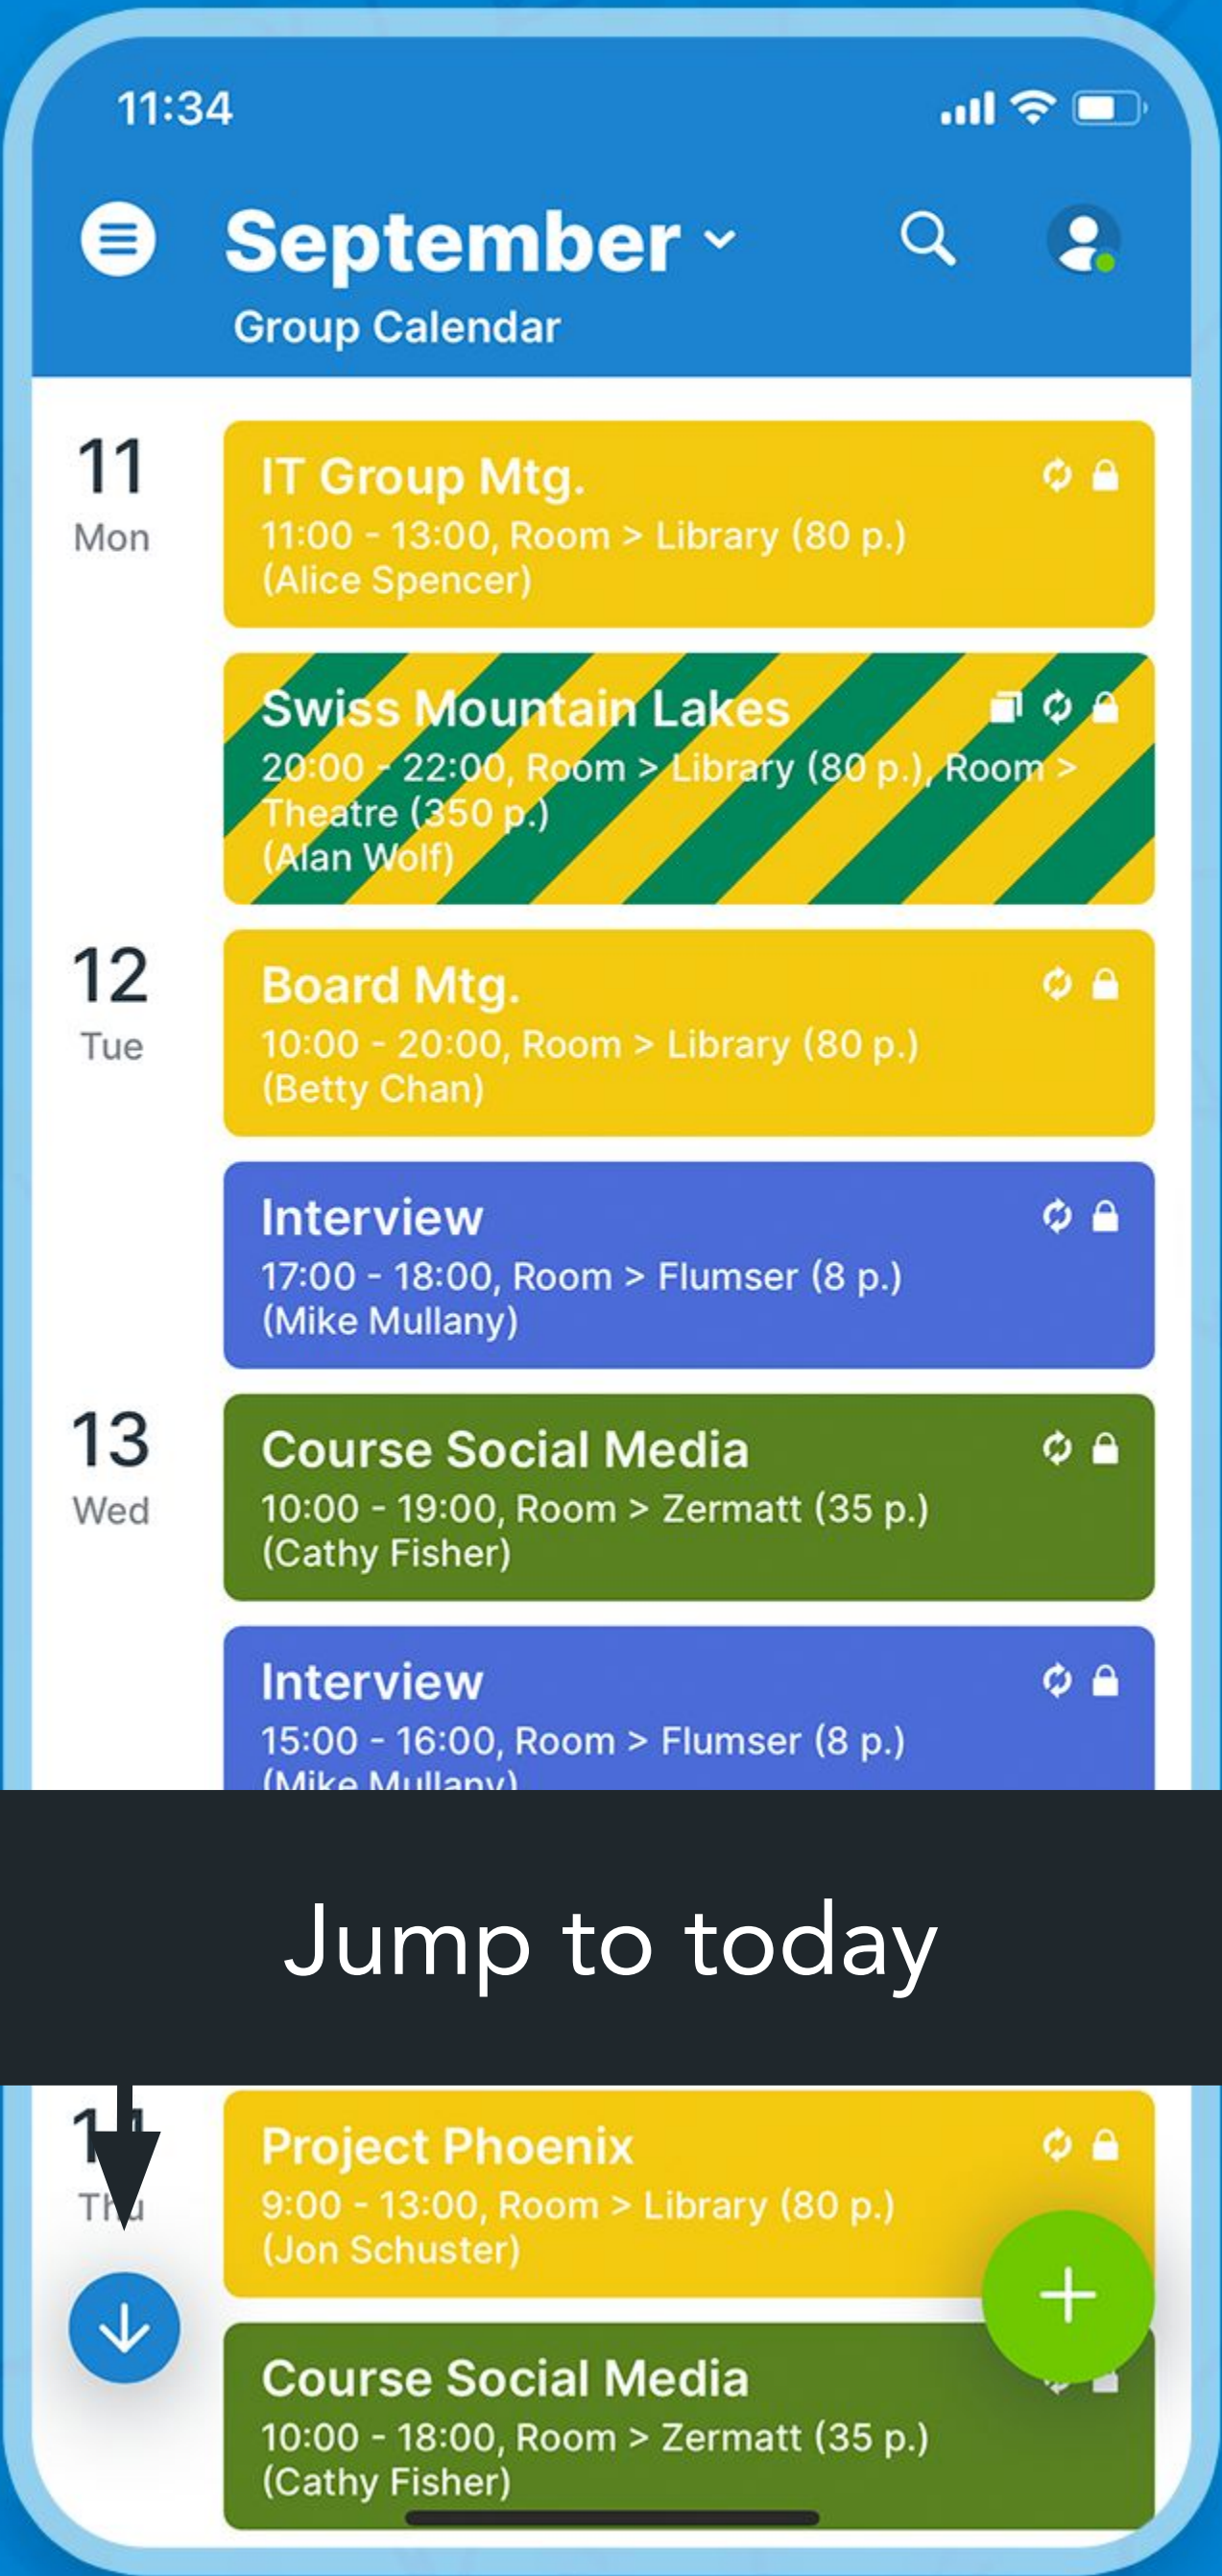 11:34
September
Group Calendar
11
Mon
IT Group Mtg.
11:00 - 13:00, Room > Library (80 p.)
(Alice Spencer)
Swiss Mountain Lakes
20:00 - 22:00, Room > Library (80 p.), Room >
Theatre (350 p.)
(Alan Wolf)
12
Tue
Board Mtg.
10:00 - 20:00, Room > Library (80 p.)
(Betty Chan)
Interview
17:00 - 18:00, Room > Flumser (8 p.)
(Mike Mullany)
13
Wed
Course Social Media
10:00 - 19:00, Room > Zermatt (35 p.)
(Cathy Fisher)
Interview
15:00 - 16:00, Room > Flumser (8 p.)
(Mike Mullany)
Jump to today
14
Thu
Project Phoenix
9:00 - 13:00, Room > Library (80 p.)
(Jon Schuster)
Course Social Media
10:00 - 18:00, Room > Zermatt (35 p.)
(Cathy Fisher)